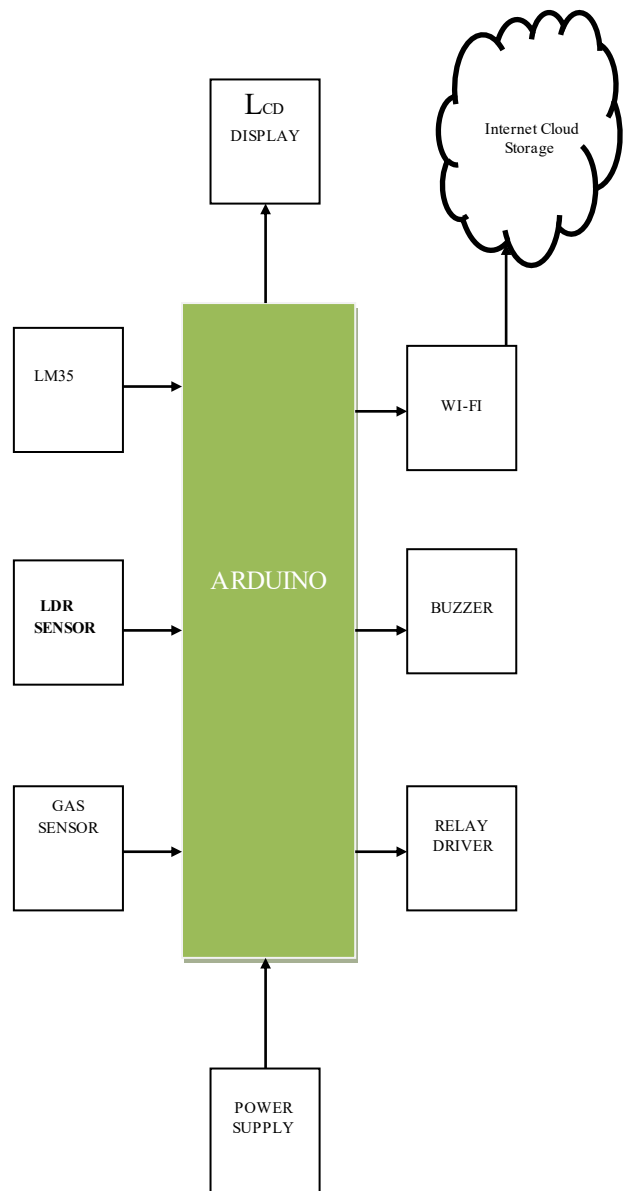 LCD
DISPLAY
Internet Cloud
Storage
LM35
WI-FI
ARDUINO
LDR
SENSOR
BUZZER
GAS
SENSOR
RELAY
DRIVER
POWER
SUPPLY